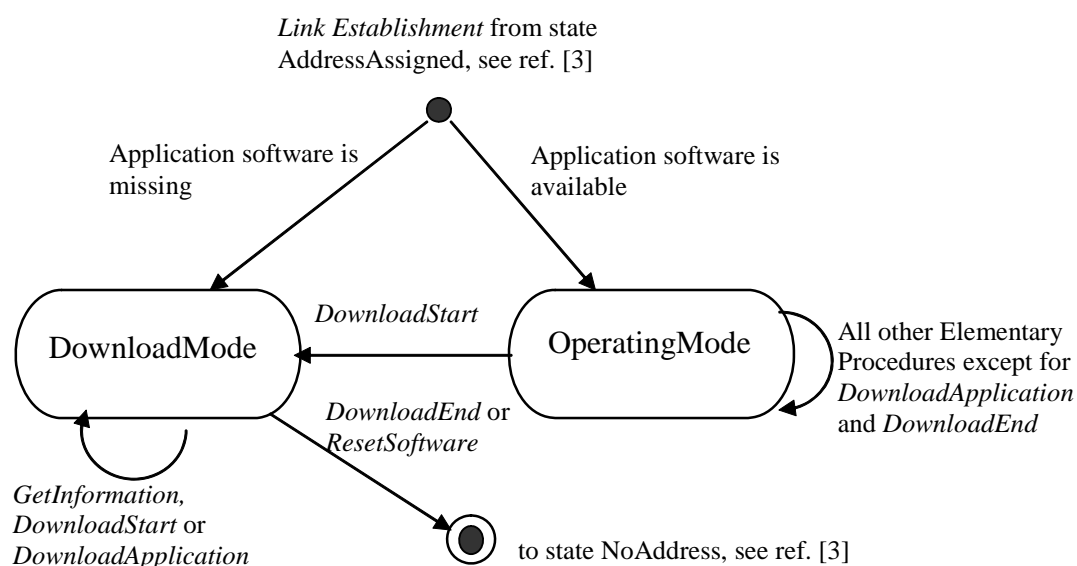 Link Establishment from state
AddressAssigned, see ref. [3]
Application software is
missing
Application software is
available
DownloadMode
DownloadStart
OperatingMode
All other Elementary
Procedures except for
DownloadApplication
and DownloadEnd
DownloadEnd or
ResetSoftware
GetInformation,
DownloadStart or
DownloadApplication
to state NoAddress, see ref. [3]